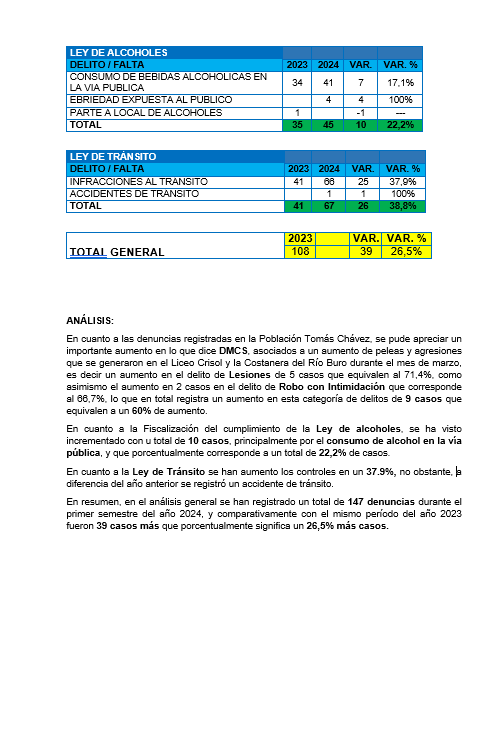 LEY DE ALCOHOLES
DELITO / FALTA 2023 2024 VAR. VAR. %
CONSUMO DE BEBIDAS ALCOHOLICAS EN
LA VIA PUBLICA 34 41 7 17,1%
EBRIEDAD EXPUESTA AL PUBLICO 4 4 100%
PARTE A LOCAL DE ALCOHOLES 1 -1 ---
TOTAL 35 45 10 22,2%
LEY DE TRÁNSITO
DELITO / FALTA 2023 2024 VAR. VAR. %
INFRACCIONES AL TRANSITO 41 66 25 37,9%
ACCIDENTES DE TRANSITO 1 1 100%
TOTAL 41 67 26 38,8%
2023 VAR. VAR. %
TOTAL GENERAL 108 39 26,5%
ANÁLISIS:
En cuanto a las denuncias registradas en la Población Tomás Chávez, se pude apreciar un
importante aumento en lo que dice DMCS, asociados a un aumento de peleas y agresiones
que se generaron en el Liceo Crisol y la Costanera del Río Buro durante el mes de marzo,
es decir un aumento en el delito de Lesiones de 5 casos que equivalen al 71,4%, como
asimismo el aumento en 2 casos en el delito de Robo con Intimidación que corresponde
al 66,7%, lo que en total registra un aumento en esta categoría de delitos de 9 casos que
equivalen a un 60% de aumento.
En cuanto a la Fiscalización del cumplimiento de la Ley de alcoholes, se ha visto
incrementado con u total de 10 casos, principalmente por el consumo de alcohol en la vía
pública, y que porcentualmente corresponde a un total de 22,2% de casos.
En cuanto a la Ley de Tránsito se han aumento los controles en un 37.9%, no obstante, a
diferencia del año anterior se registró un accidente de tránsito.
En resumen, en el análisis general se han registrado un total de 147 denuncias durante el
primer semestre del año 2024, y comparativamente con el mismo período del año 2023
fueron 39 casos más que porcentualmente significa un 26,5% más casos.